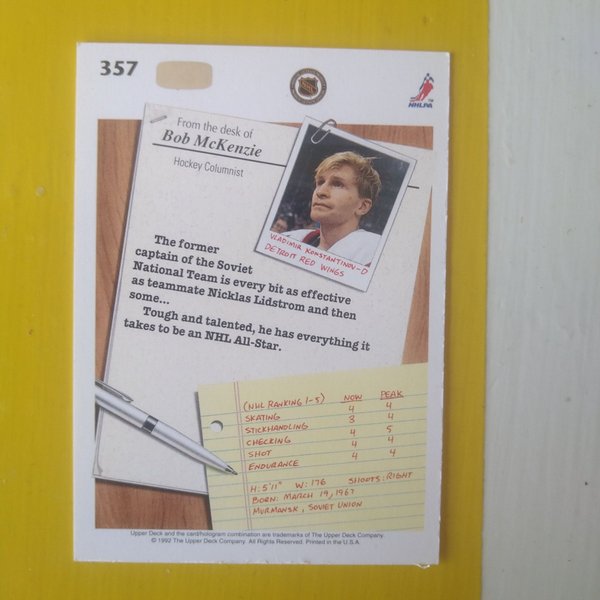 357
NHLPA
From the desk of
Bob McKenzie
Hockey Columnist
VLADIMIR KONSTANTINOV-D
DETROIT RED WINGS
The former
captain of the Soviet
National Team is every bit as effective
as teammate Nicklas Lidstrom and then
some...
Tough and talented, he has everything it
takes to be an NHL All-Star.
(NHL RANKING 1-5) NOW PEAK
SKATING 4 4
STICKHANDLING 3 4
CHECKING 4 5
SHOT 4 4
ENDURANCE 4 4
H: 5'11" W: 176 SHOOTS: RIGHT
BORN: MARCH 19, 1967
MURMANSK, SOVIET UNION
Upper Deck and the card/hologram combination are trademarks of The Upper Deck Company.
© 1992 The Upper Deck Company. All Rights Reserved. Printed in the U.S.A.